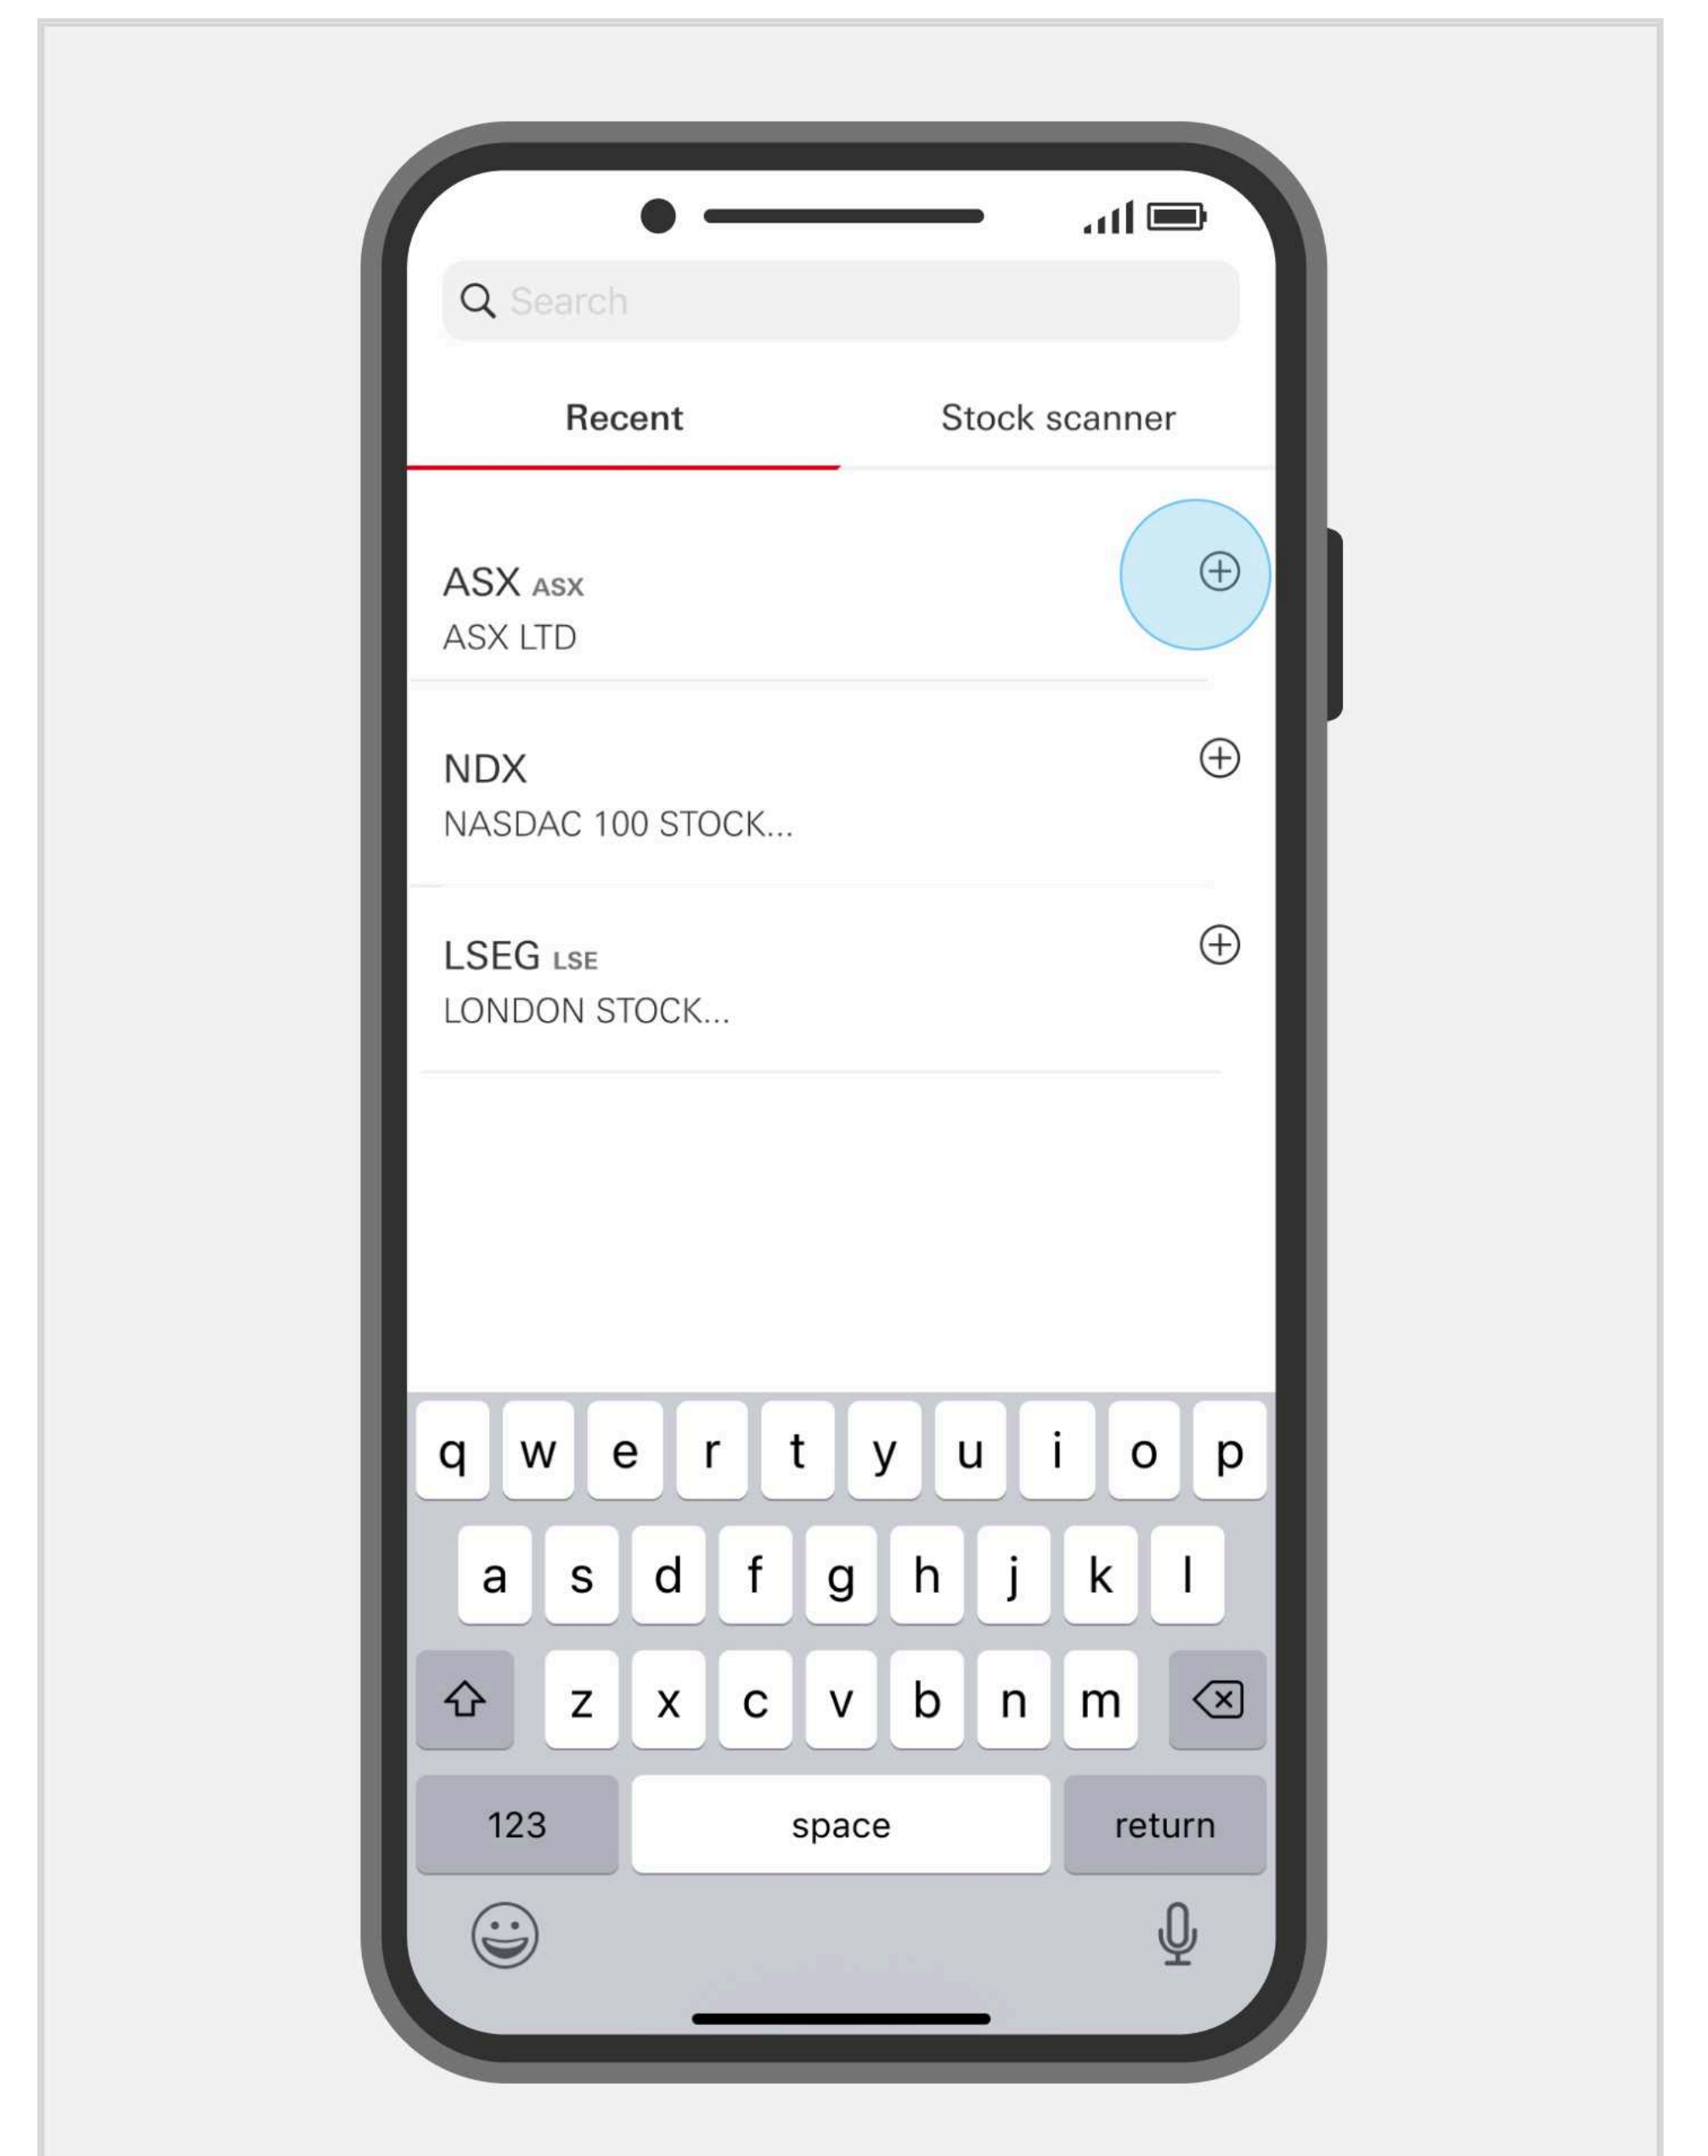 Search
Recent Stock scanner
ASX ASX
ASX LTD
NDX
NASDAC 100 STOCK...
LSEG LSE
LONDON STOCK...
q w e r t y u i o p
a s d f g h j k l
z x c v b n m
123 space return